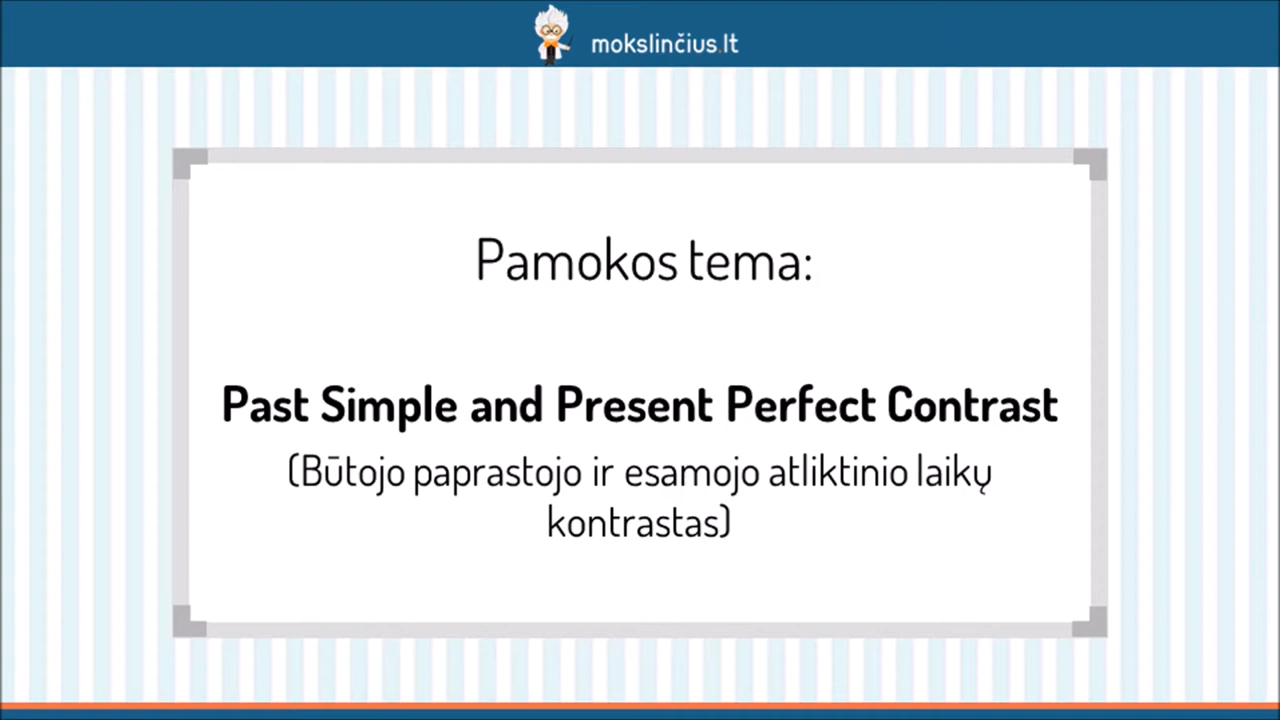 mokslinčius.lt
Pamokos tema:
Past Simple and Present Perfect Contrast
(Būtojo paprastojo ir esamojo atliktinio laikų
kontrastas)